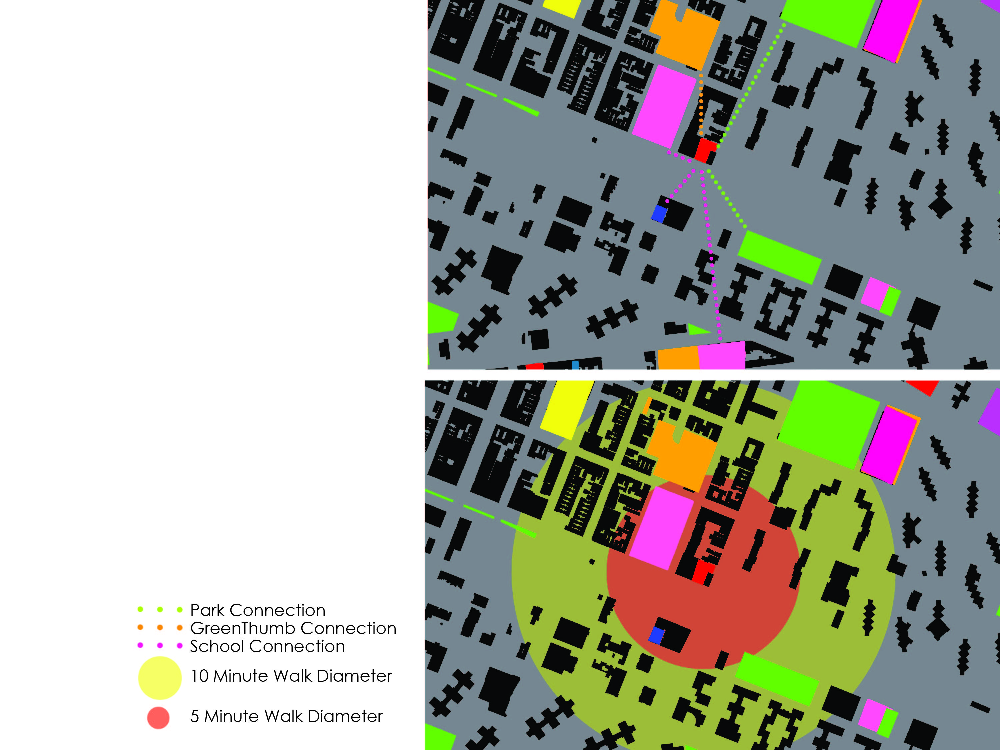 Park Connection
GreenThumb Connection
School Connection
10 Minute Walk Diameter
5 Minute Walk Diameter